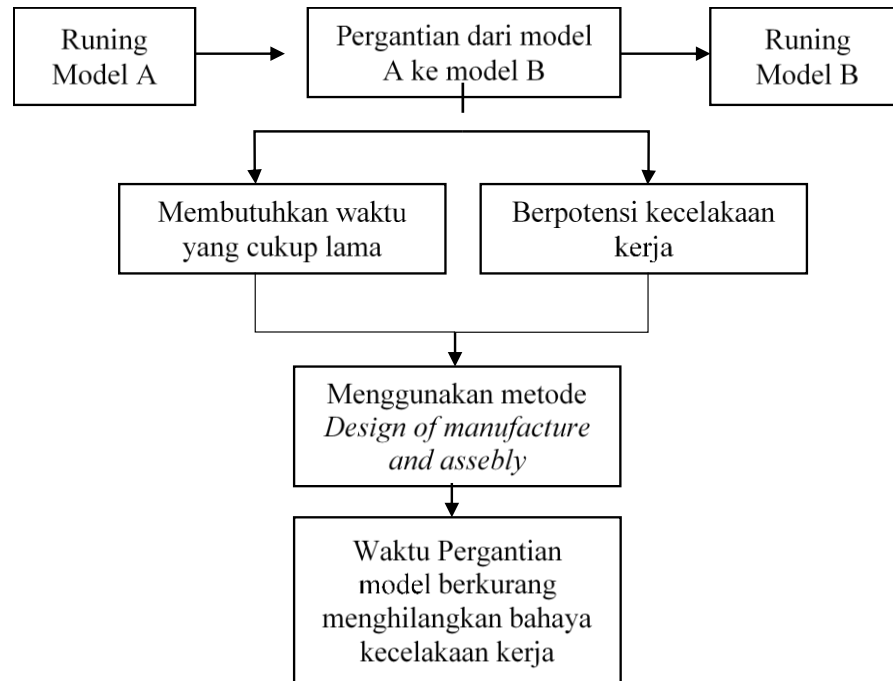 Runing
Model A
Pergantian dari model
A ke model B
Runing
Model B
Membutuhkan waktu
yang cukup lama
Berpotensi kecelakaan
kerja
Menggunakan metode
Design of manufacture
and assebly
Waktu Pergantian
model berkurang
menghilangkan bahaya
kecelakaan kerja